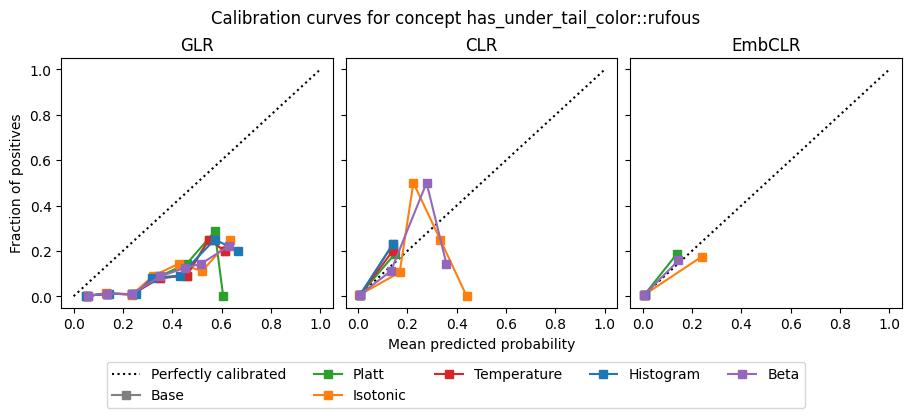 Calibration curves for concept has_under_tail_color::rufous
GLR
CLR
EmbCLR
Fraction of positives
1.0
0.8
0.6
0.4
0.2
0.0
0.0 0.2 0.4 0.6 0.8 1.0
0.0 0.2 0.4 0.6 0.8 1.0
0.0 0.2 0.4 0.6 0.8 1.0
Mean predicted probability
Perfectly calibrated Platt Temperature Histogram Beta
Base Isotonic